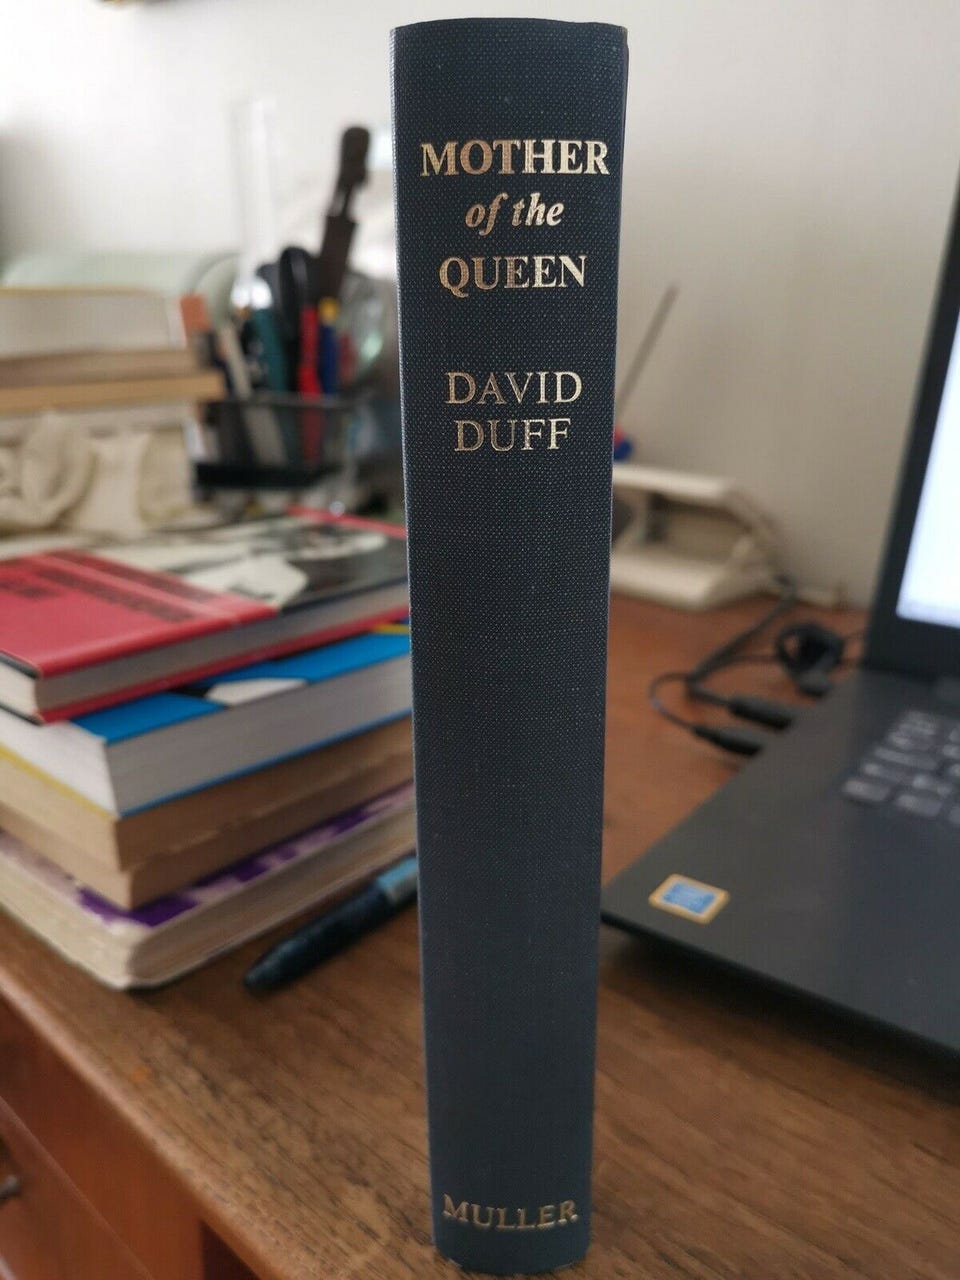 MOTHER
of the
QUEEN
DAVID
DUFF
MULLER